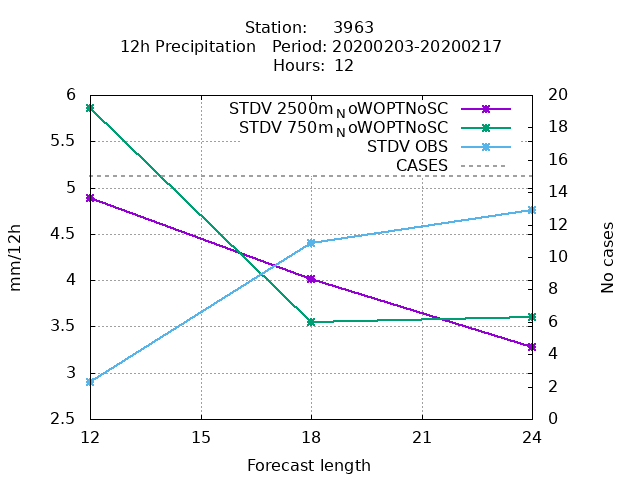 Station: 3963
12h Precipitation Period: 20200203-20200217
Hours: 12
STDV 2500m_NoWOPTNoSC
STDV 750m_NoWOPTNoSC
STDV OBS
CASES
mm/12h
6
5.5
5
4.5
4
3.5
3
2.5
20
18
16
14
12
10
8
6
4
2
0
No cases
12 15 18 21 24
Forecast length